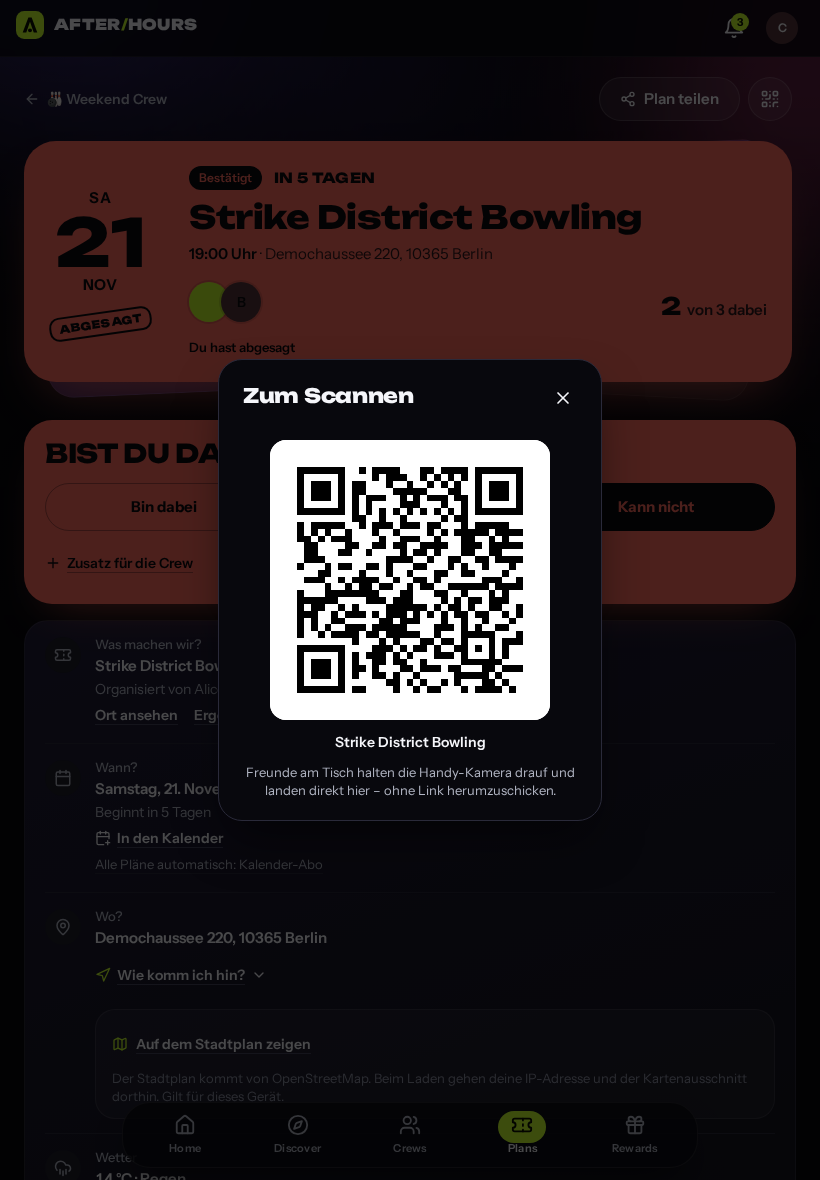 AFTER/HOURS
3
C
Weekend Crew
Plan teilen
SA
21
NOV
ABGESAGT
Bestätigt IN 5 TAGEN
Strike District Bowling
19:00 Uhr · Demochaussee 220, 10365 Berlin
B
2 von 3 dabei
Du hast abgesagt
Zum Scannen
BIST DU
Bin dabei
Kann nicht
Zusatz für die Crew
Strike District Bowling
Freunde am Tisch halten die Handy-Kamera drauf und
landen direkt hier – ohne Link herumzuschicken.
Was machen wir?
Strike District
Organisiert von
Ort ansehen
Wann?
Samstag, 21.
Beginnt in 5 Tagen
In den Kalender
Alle Pläne automatisch: Kalender-Abo
Wo?
Demochaussee 220, 10365 Berlin
Wie komm ich hin?
Auf dem Stadtplan zeigen
Der Stadtplan kommt von OpenStreetMap. Beim Laden gehen deine IP-Adresse und der Kartenausschnitt
dorthin. Gilt für dieses Gerät.
Home
Discover
Crews
Plans
Rewards
14 °C · Regen